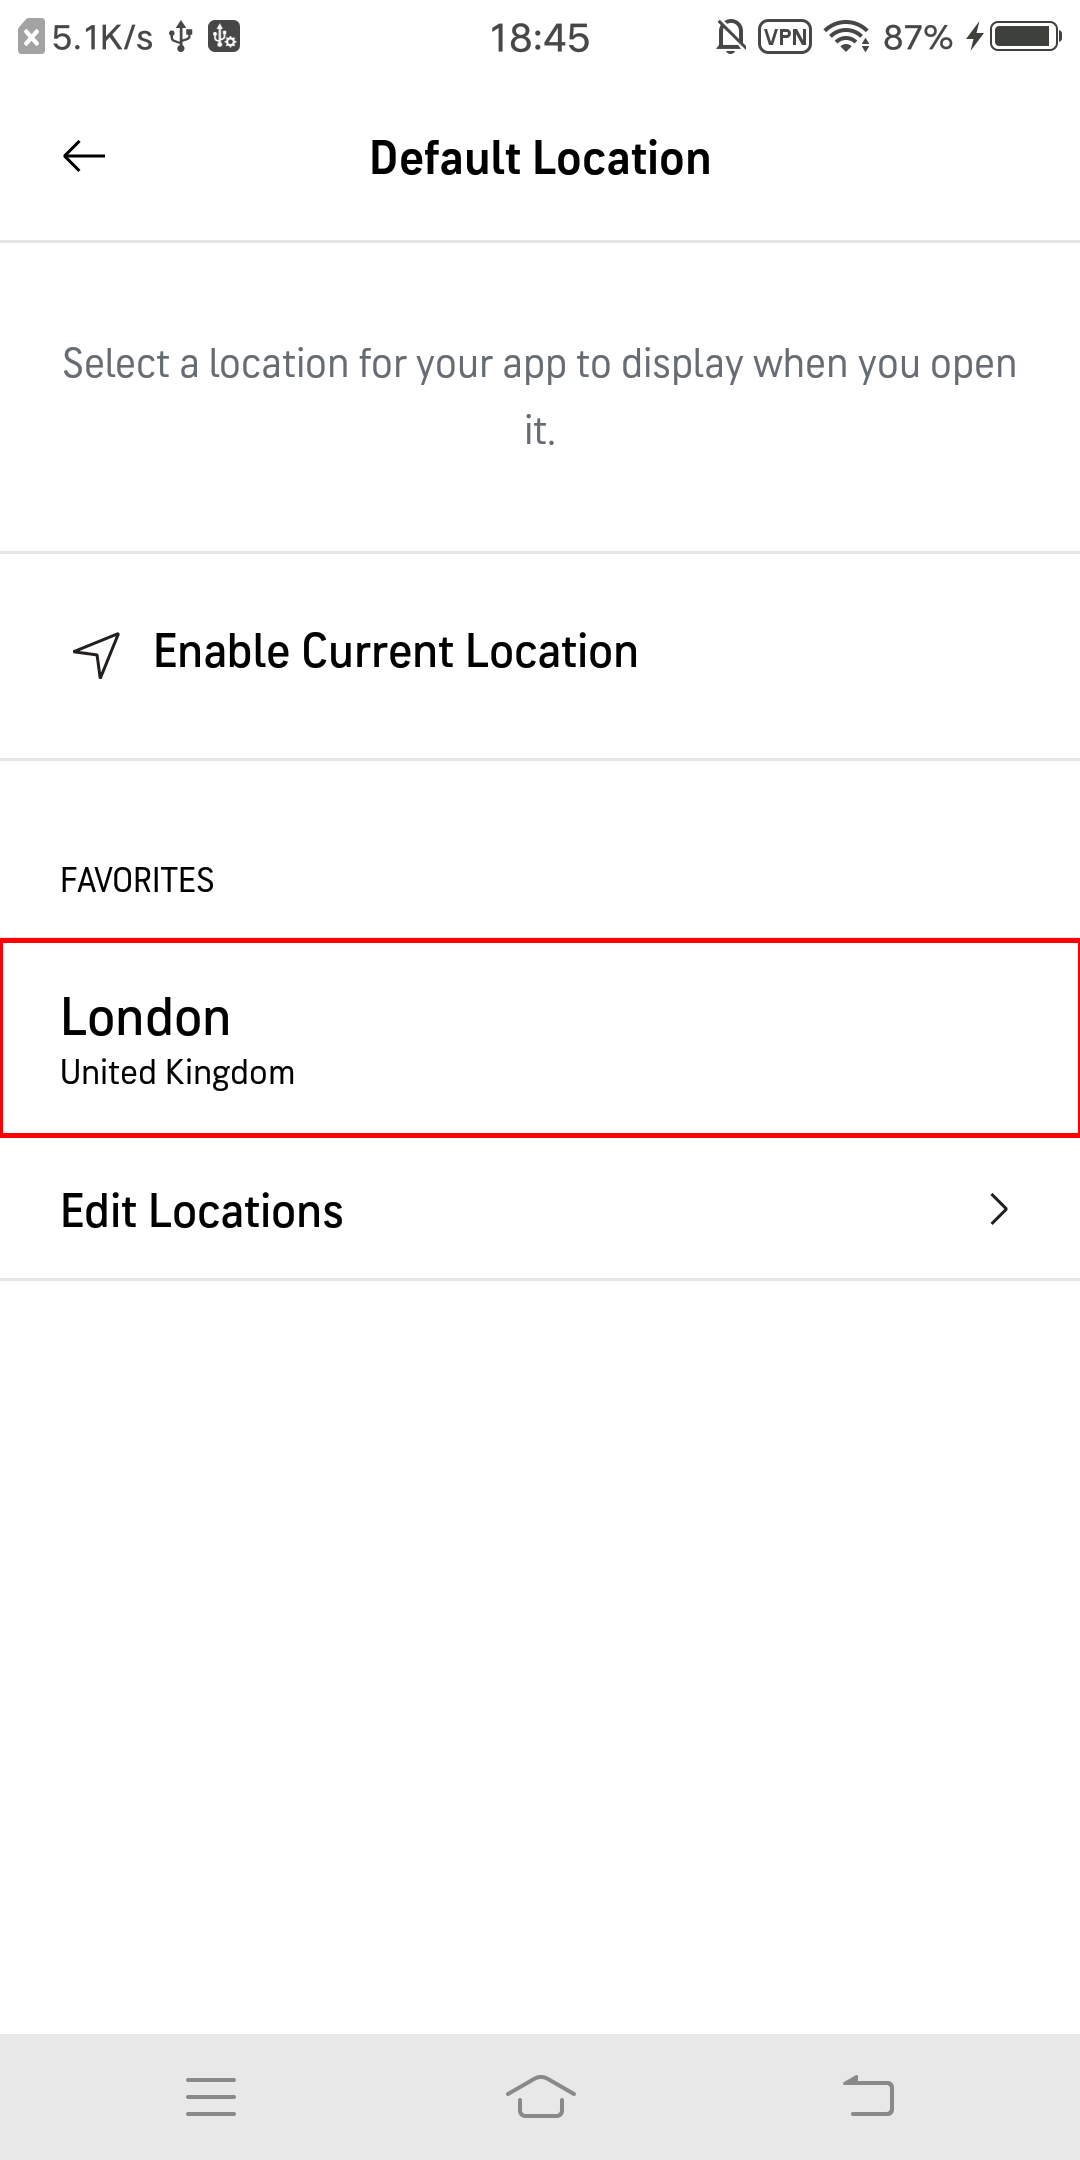 5.1K/s
18:45
VPN
87%
Default Location
Select a location for your app to display when you open
it.
Enable Current Location
FAVORITES
London
United Kingdom
Edit Locations